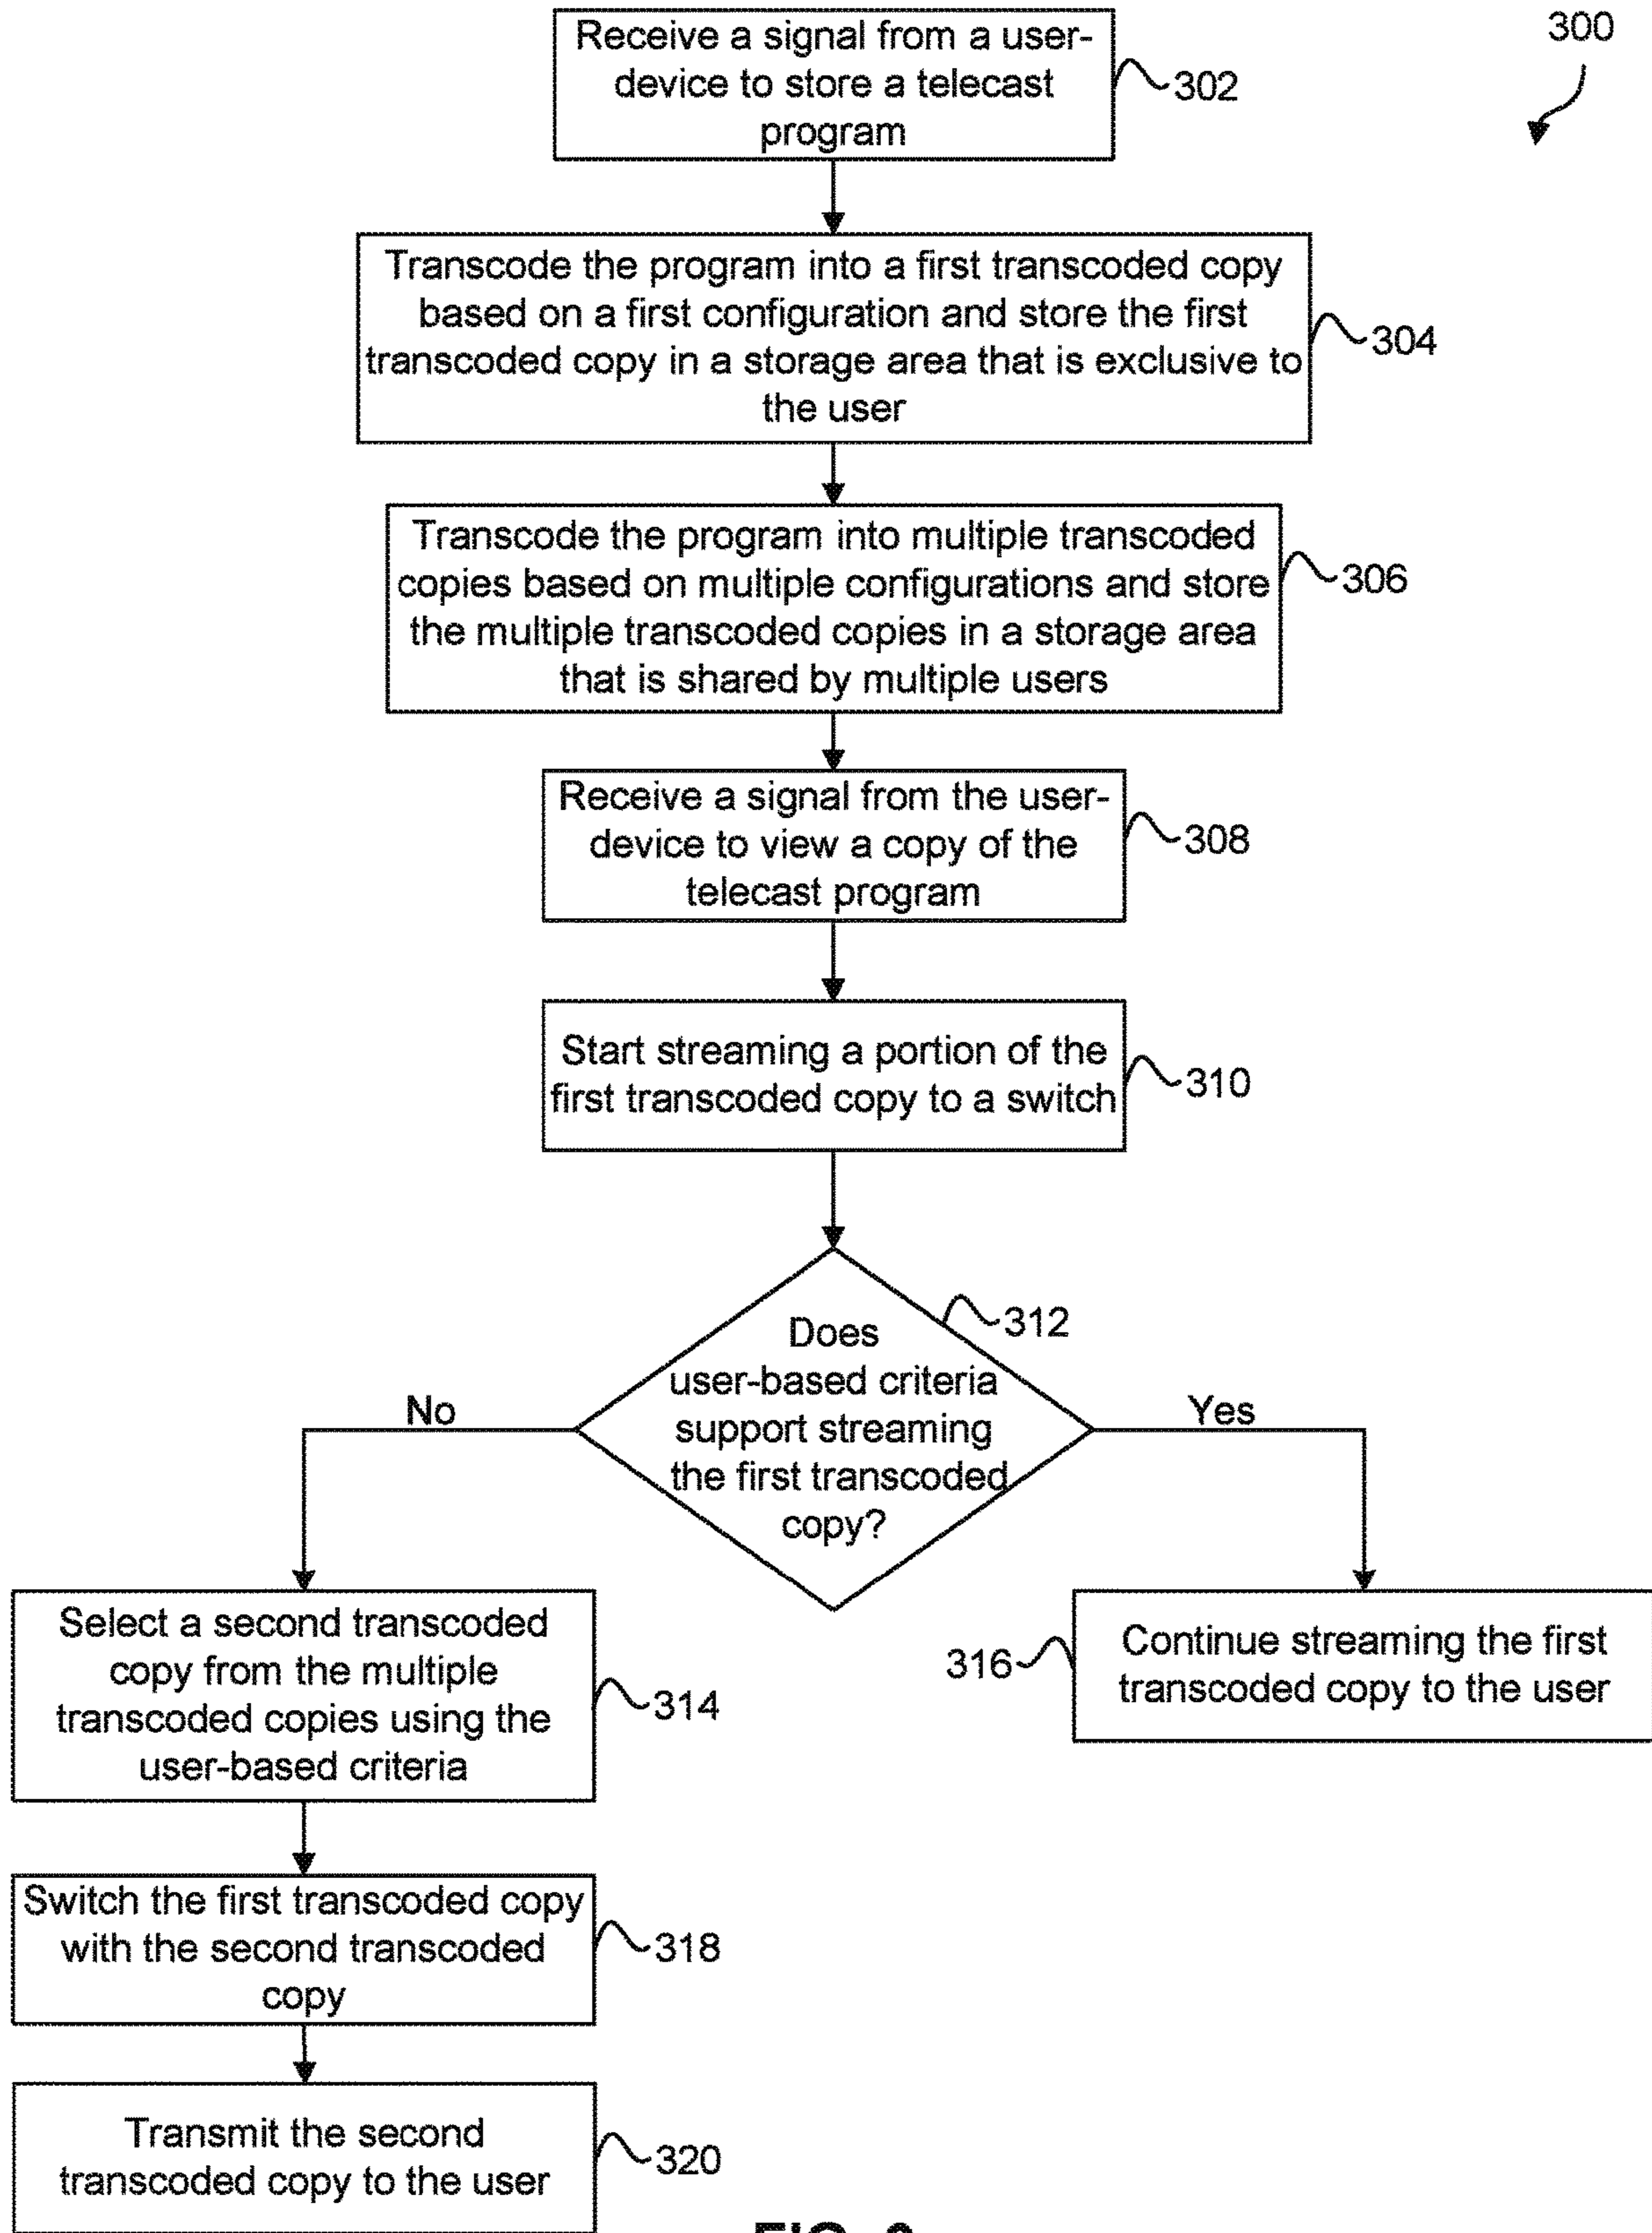 300
Receive a signal from a user-
device to store a telecast
program
302
Transcode the program into a first transcoded copy
based on a first configuration and store the first
transcoded copy in a storage area that is exclusive to
the user
304
Transcode the program into multiple transcoded
copies based on multiple configurations and store
the multiple transcoded copies in a storage area
that is shared by multiple users
306
Receive a signal from the user-
device to view a copy of the
telecast program
308
Start streaming a portion of the
first transcoded copy to a switch
310
Does
user-based criteria
support streaming
the first transcoded
copy?
312
No
Yes
Select a second transcoded
copy from the multiple
transcoded copies using the
user-based criteria
314
316
Continue streaming the first
transcoded copy to the user
Switch the first transcoded copy
with the second transcoded
copy
318
Transmit the second
transcoded copy to the user
320
FIG.